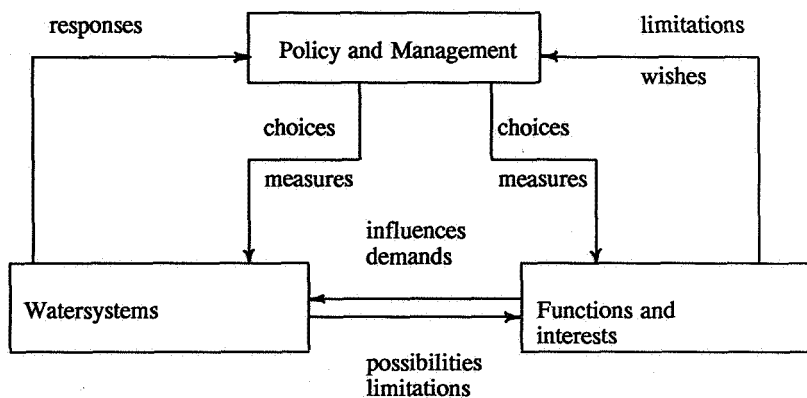 responses
Policy and Management
limitations
wishes
choices
choices
measures
measures
influences
demands
Watersystems
Functions and
interests
possibilities
limitations